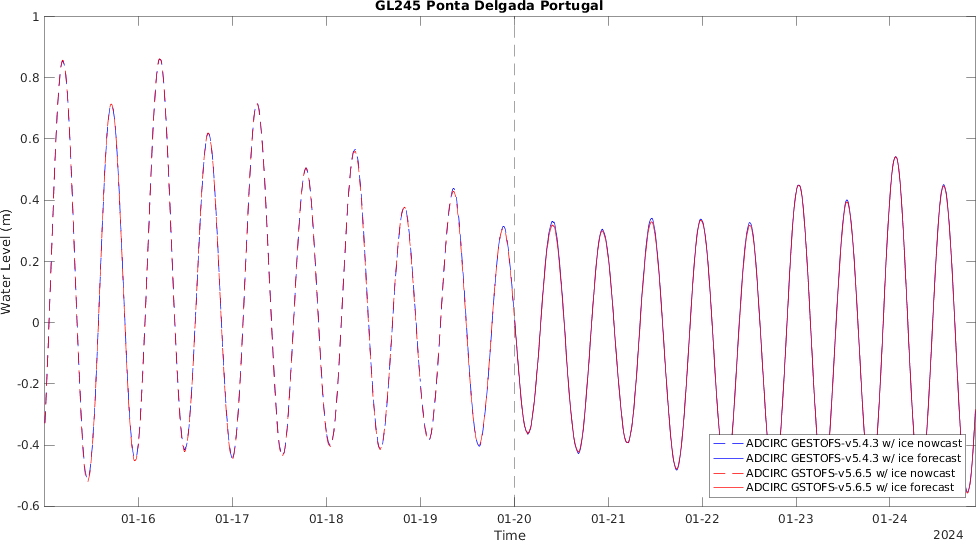 GL245 Ponta Delgada Portugal
1
0.8
0.6
0.4
0.2
0
-0.2
-0.4
-0.6
Water Level (m)
ADCIRC GESTOFS-v5.4.3 w/ ice nowcast
ADCIRC GESTOFS-v5.4.3 w/ ice forecast
ADCIRC GSTOFS-v5.6.5 w/ ice nowcast
ADCIRC GSTOFS-v5.6.5 w/ ice forecast
01-16 01-17 01-18 01-19 01-20 01-21 01-22 01-23 01-24
Time
2024